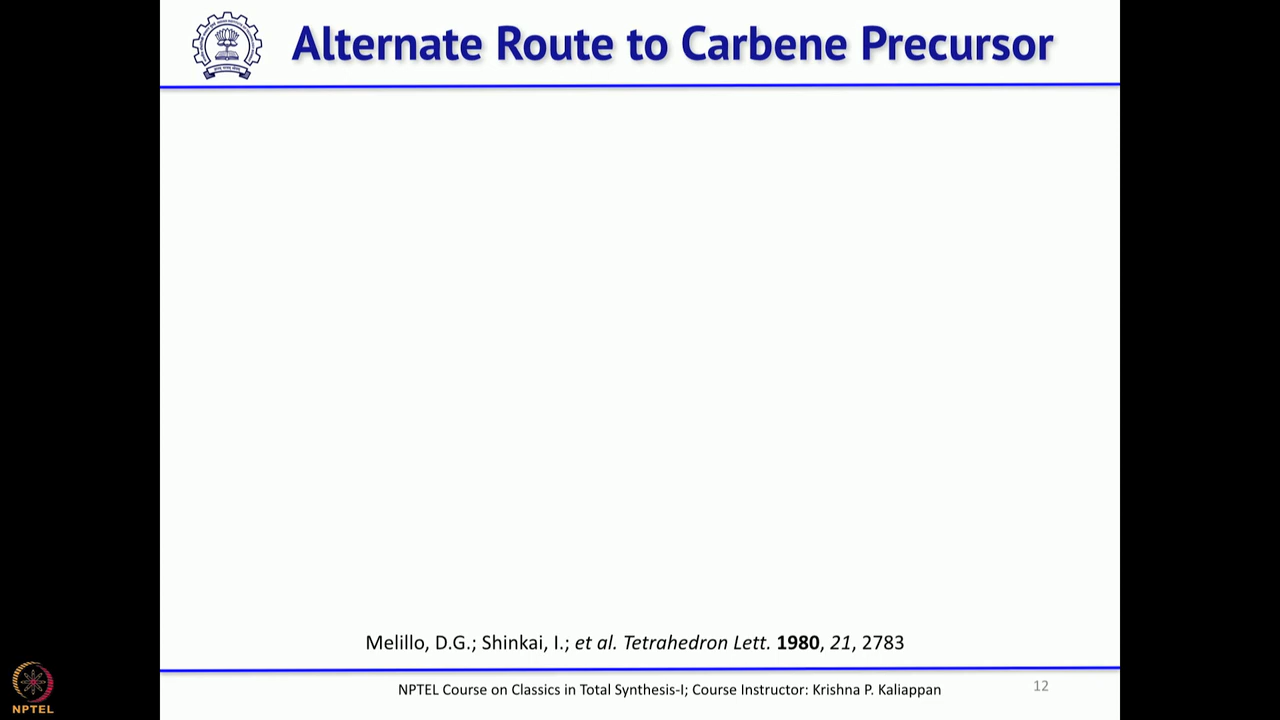 Alternate Route to Carbene Precursor
Melillo, D.G.; Shinkai, I.; et al. Tetrahedron Lett. 1980, 21, 2783
NPTEL Course on Classics in Total Synthesis-I; Course Instructor: Krishna P. Kaliappan
12
NPTEL